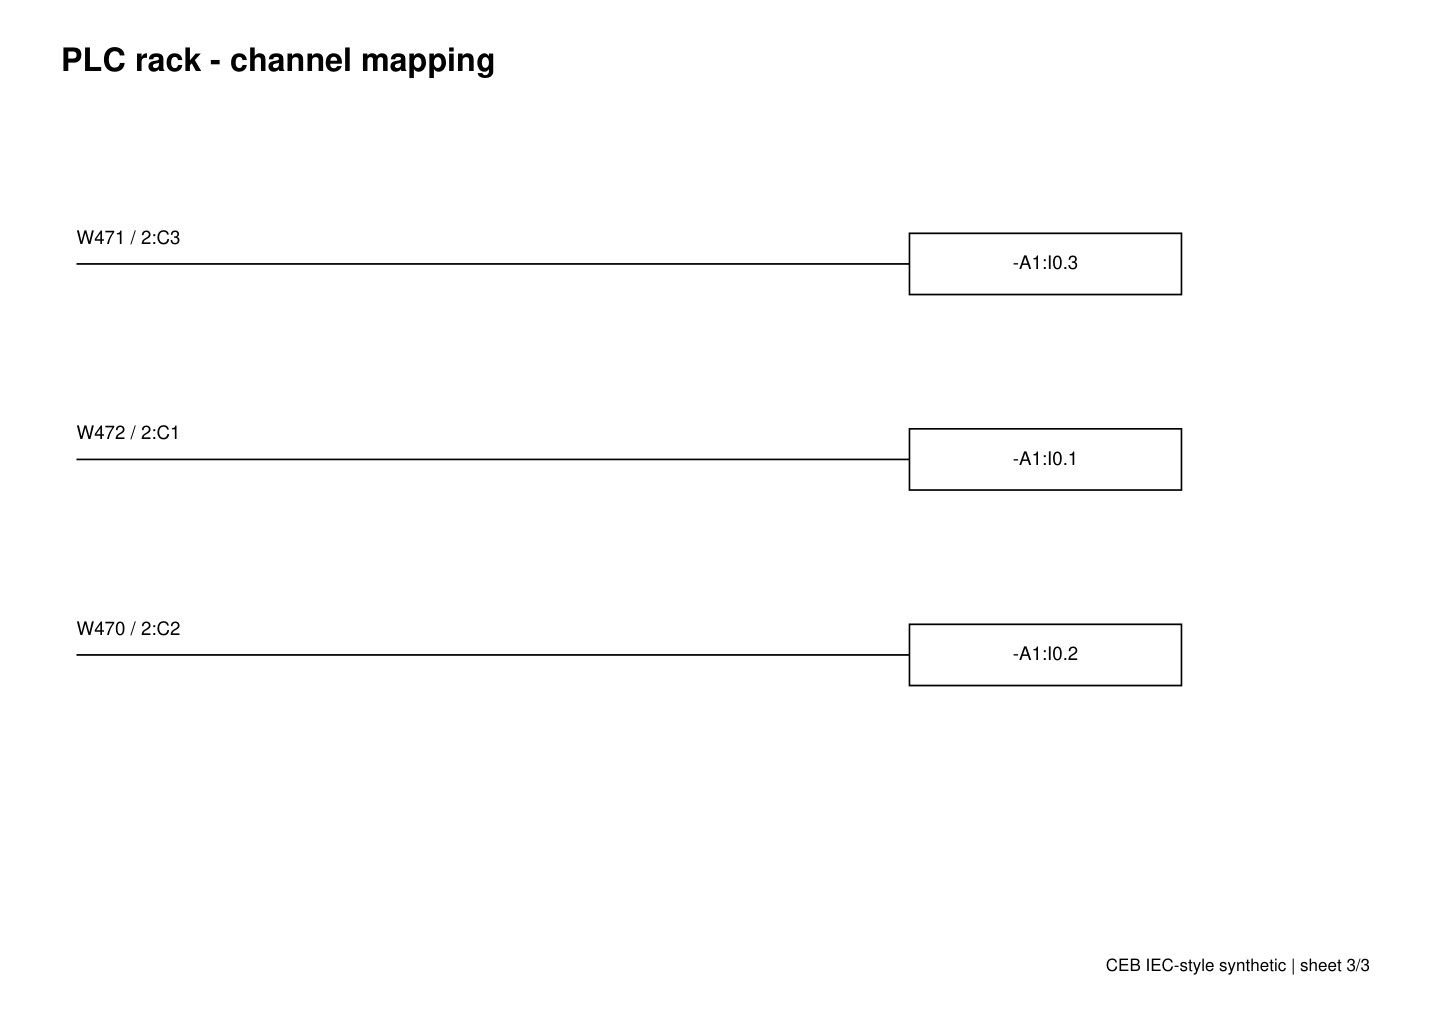 PLC rack - channel mapping
W471 / 2:C3
-A1:I0.3
W472 / 2:C1
-A1:I0.1
W470 / 2:C2
-A1:I0.2
CEB IEC-style synthetic | sheet 3/3